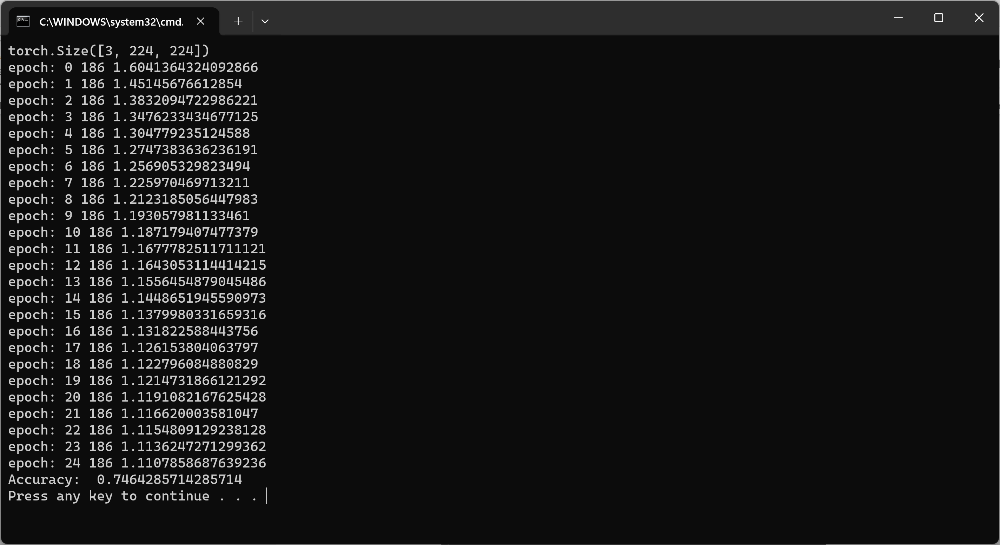 C:\WINDOWS\system32\cmd.
torch.Size([3, 224, 224])
epoch: 0 186 1.6041364324092866
epoch: 1 186 1.45145676612854
epoch: 2 186 1.3832094722986221
epoch: 3 186 1.3476233434677125
epoch: 4 186 1.304779235124588
epoch: 5 186 1.2747383636236191
epoch: 6 186 1.256905329823494
epoch: 7 186 1.225970469713211
epoch: 8 186 1.2123185056447983
epoch: 9 186 1.193057981133461
epoch: 10 186 1.187179407477379
epoch: 11 186 1.1677782511711121
epoch: 12 186 1.1643053114414215
epoch: 13 186 1.1556454879045486
epoch: 14 186 1.1448651945590973
epoch: 15 186 1.1379980331659316
epoch: 16 186 1.131822588443756
epoch: 17 186 1.126153804063797
epoch: 18 186 1.122796084880829
epoch: 19 186 1.1214731866121292
epoch: 20 186 1.1191082167625428
epoch: 21 186 1.116620003581047
epoch: 22 186 1.1154809129238128
epoch: 23 186 1.1136247271299362
epoch: 24 186 1.1107858687639236
Accuracy:  0.7464285714285714
Press any key to continue . . .